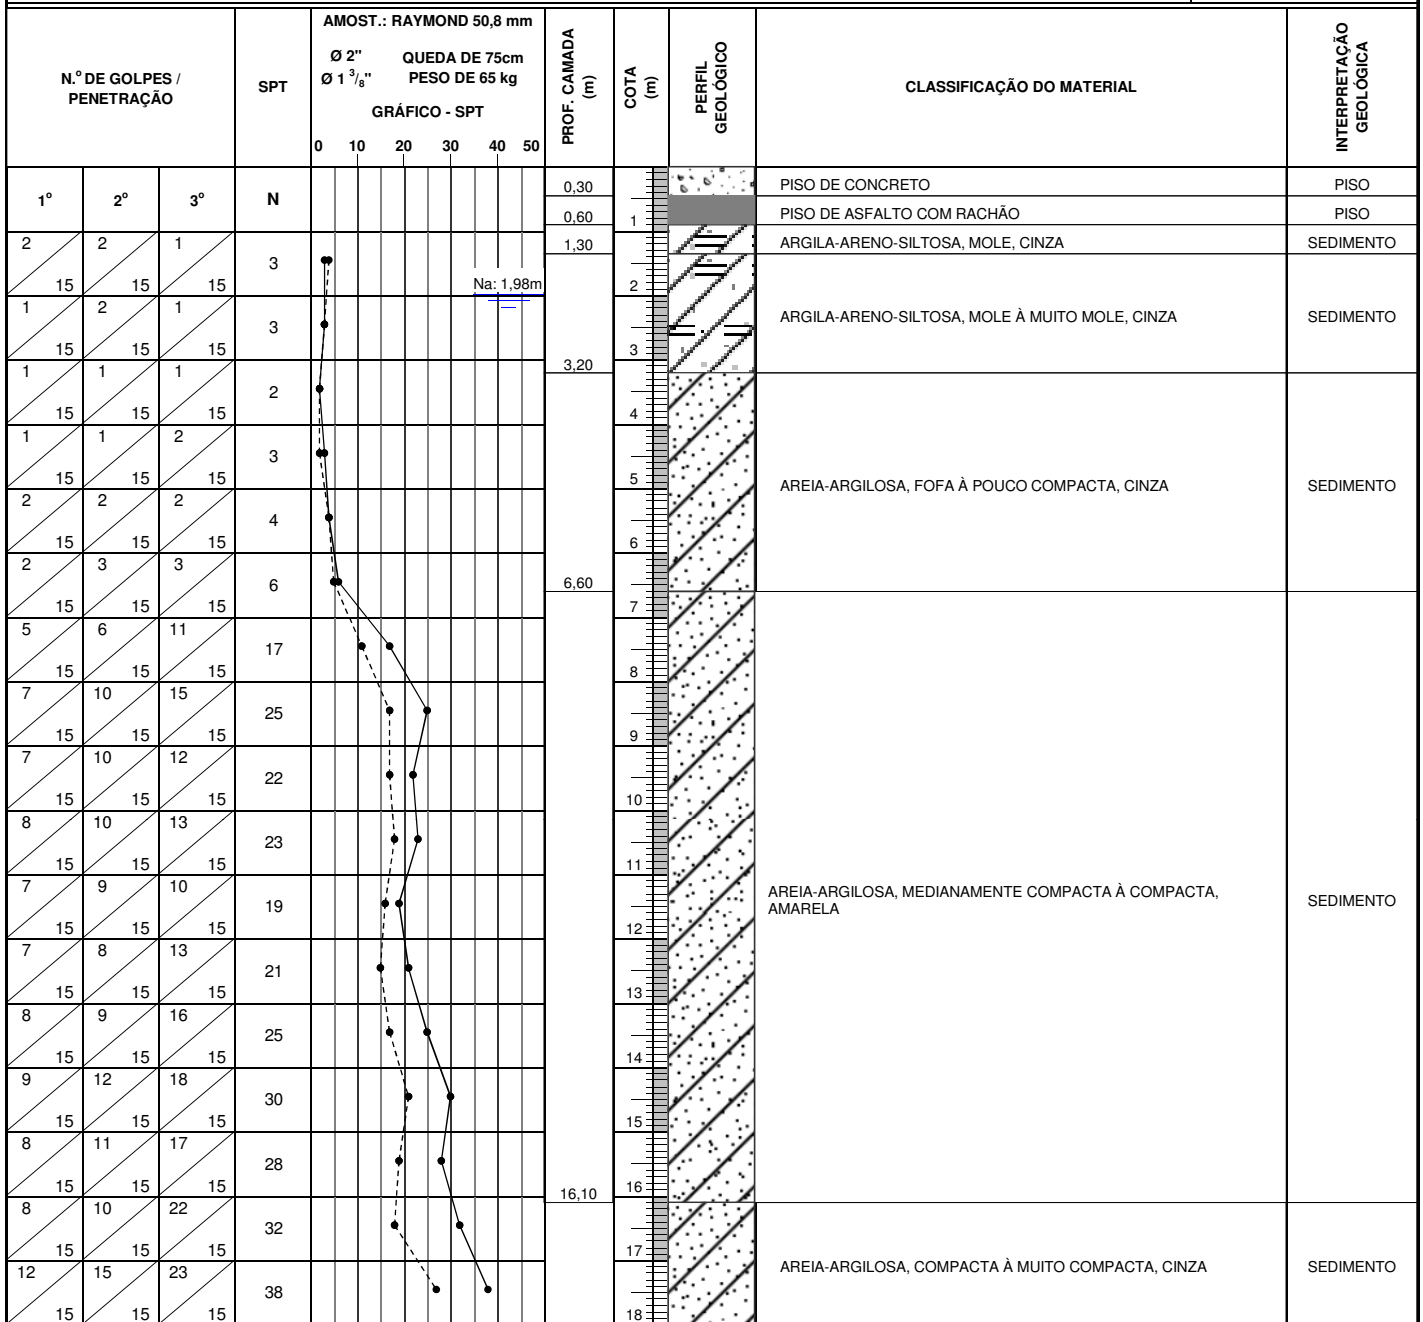 AMOST.: RAYMOND 50,8 mm
Ø 2" QUEDA DE 75cm
Ø 1 3/8" PESO DE 65 kg
GRÁFICO - SPT
0 10 20 30 40 50
N.º DE GOLPES /
PENETRAÇÃO
SPT
PROF. CAMADA
(m)
COTA
(m)
PERFIL
GEOLÓGICO
CLASSIFICAÇÃO DO MATERIAL
INTERPRETAÇÃO
GEOLÓGICA
1º 2º 3º N
0,30 PISO DE CONCRETO PISO
0,60 1 PISO DE ASFALTO COM RACHÃO PISO
1,30 ARGILA-ARENO-SILTOSA, MOLE, CINZA SEDIMENTO
2 2 1
3
15 15 15
Na: 1,98m
2
1 2 1
3
15 15 15
ARGILA-ARENO-SILTOSA, MOLE À MUITO MOLE, CINZA SEDIMENTO
3
3,20
1 1 1
2
15 15 15
4
1 1 2
3
15 15 15
5
AREIA-ARGILOSA, FOFA À POUCO COMPACTA, CINZA SEDIMENTO
2 2 2
4
15 15 15
6
2 3 3
6
15 15 15
6,60
7
5 6 11
17
15 15 15
8
7 10 15
25
15 15 15
9
7 10 12
22
15 15 15
10
8 10 13
23
15 15 15
11
7 9 10
19
15 15 15
AREIA-ARGILOSA, MEDIANAMENTE COMPACTA À COMPACTA,
AMARELA
SEDIMENTO
12
7 8 13
21
15 15 15
13
8 9 16
25
15 15 15
14
9 12 18
30
15 15 15
15
8 11 17
28
15 15 15
16,10
16
8 10 22
32
15 15 15
17
AREIA-ARGILOSA, COMPACTA À MUITO COMPACTA, CINZA SEDIMENTO
12 15 23
38
15 15 15
18